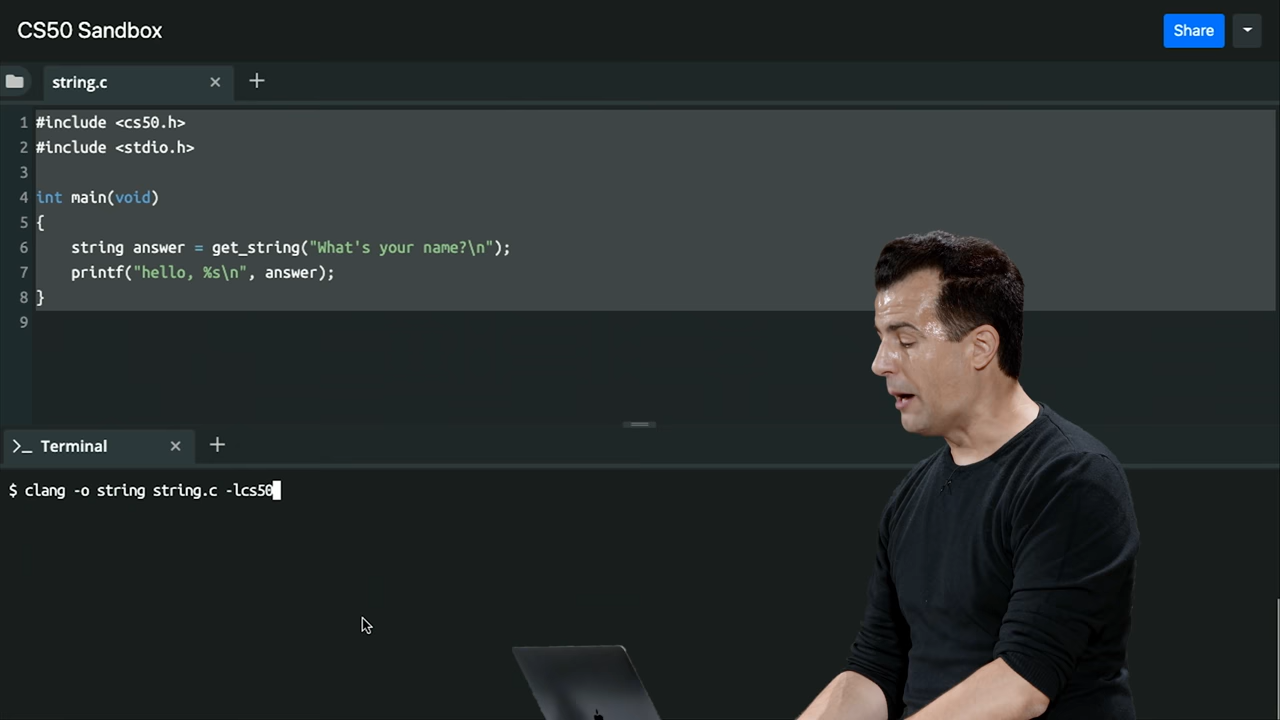 CS50 Sandbox
Share
string.c × +
1 #include <cs50.h>
2 #include <stdio.h>
3
4 int main(void)
5 {
6     string answer = get_string("What's your name?\n");
7     printf("hello, %s\n", answer);
8 }
9
>_ Terminal × +
$ clang -o string string.c -lcs50